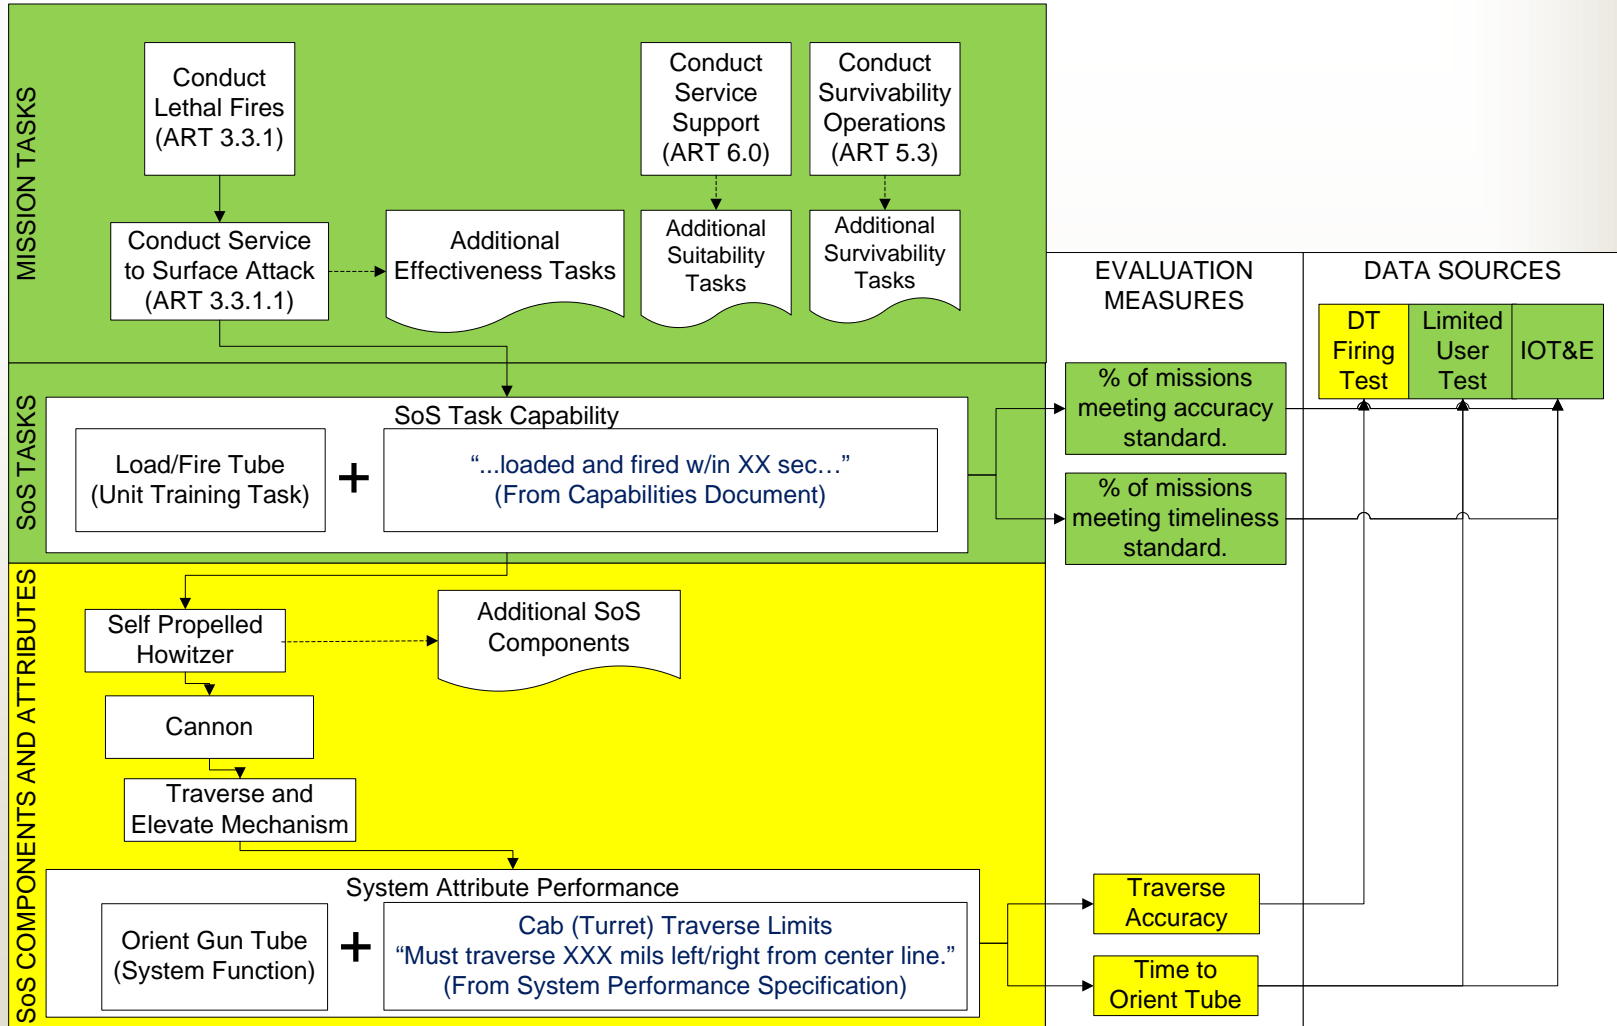 MISSION TASKS
Conduct
Lethal Fires
(ART 3.3.1)
Conduct
Service
Support
(ART 6.0)
Conduct
Survivability
Operations
(ART 5.3)
Conduct Service
to Surface Attack
(ART 3.3.1.1)
Additional
Effectiveness Tasks
Additional
Suitability
Tasks
Additional
Survivability
Tasks
EVALUATION
MEASURES
DATA SOURCES
DT
Firing
Test
Limited
User
Test
IOT&E
SoS TASKS
SoS Task Capability
Load/Fire Tube
(Unit Training Task)
+
“...loaded and fired w/in XX sec…”
(From Capabilities Document)
% of missions
meeting accuracy
standard.
% of missions
meeting timeliness
standard.
SoS COMPONENTS AND ATTRIBUTES
Self Propelled
Howitzer
Additional SoS
Components
Cannon
Traverse and
Elevate Mechanism
System Attribute Performance
Orient Gun Tube
(System Function)
+
Cab (Turret) Traverse Limits
“Must traverse XXX mils left/right from center line.”
(From System Performance Specification)
Traverse
Accuracy
Time to
Orient Tube